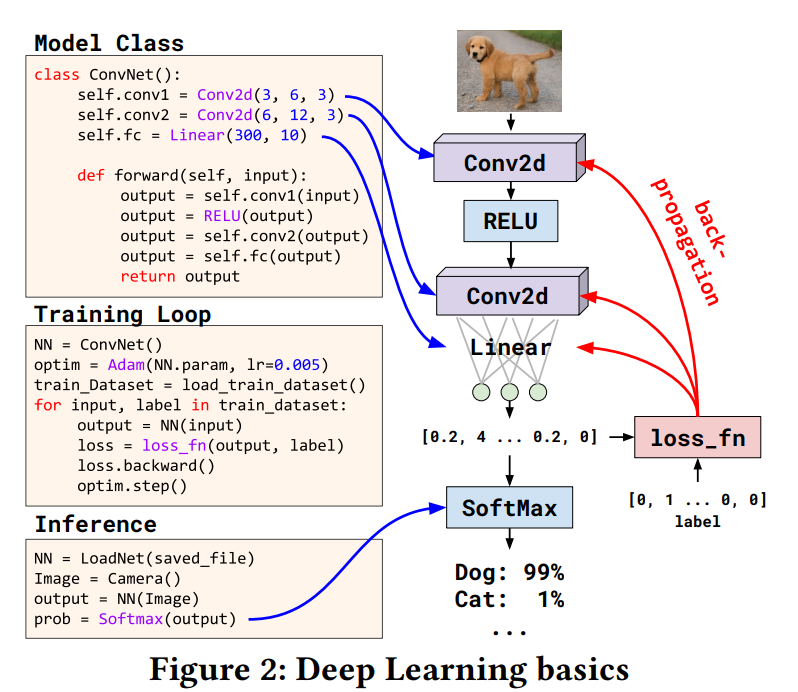 Model Class
class ConvNet():
self.conv1 = Conv2d(3, 6, 3)
self.conv2 = Conv2d(6, 12, 3)
self.fc = Linear(300, 10)
def forward(self, input):
output = self.conv1(input)
output = RELU(output)
output = self.conv2(output)
output = self.fc(output)
return output
Training Loop
NN = ConvNet()
optim = Adam(NN.param, lr=0.005)
train_Dataset = load_train_dataset()
for input, label in train_dataset:
output = NN(input)
loss = loss_fn(output, label)
loss.backward()
optim.step()
Inference
NN = LoadNet(saved_file)
Image = Camera()
output = NN(Image)
prob = Softmax(output)
Conv2d
RELU
Conv2d
Linear
back-
propagation
[0.2, 4 ... 0.2, 0]
loss_fn
[0, 1 ... 0, 0]
label
SoftMax
Dog: 99%
Cat: 1%
...
Figure 2: Deep Learning basics